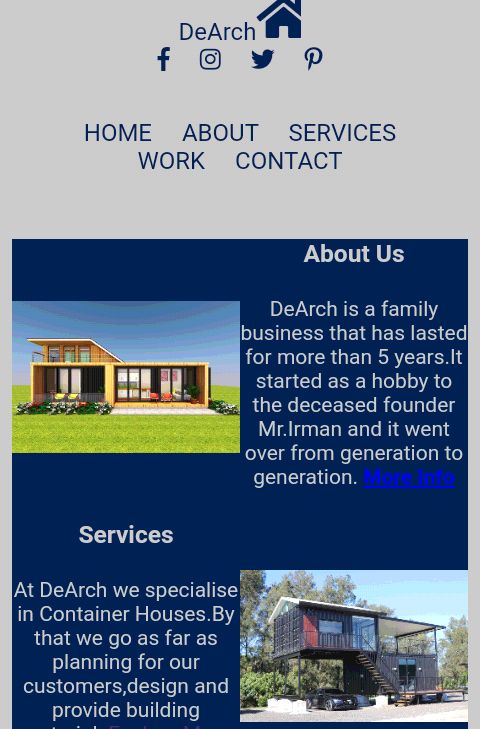 DeArch
HOME ABOUT SERVICES
WORK CONTACT
About Us
DeArch is a family
business that has lasted
for more than 5 years.It
started as a hobby to
the deceased founder
Mr.Irman and it went
over from generation to
generation. More Info
Services
At DeArch we specialise
in Container Houses.By
that we go as far as
planning for our
customers,design and
provide building